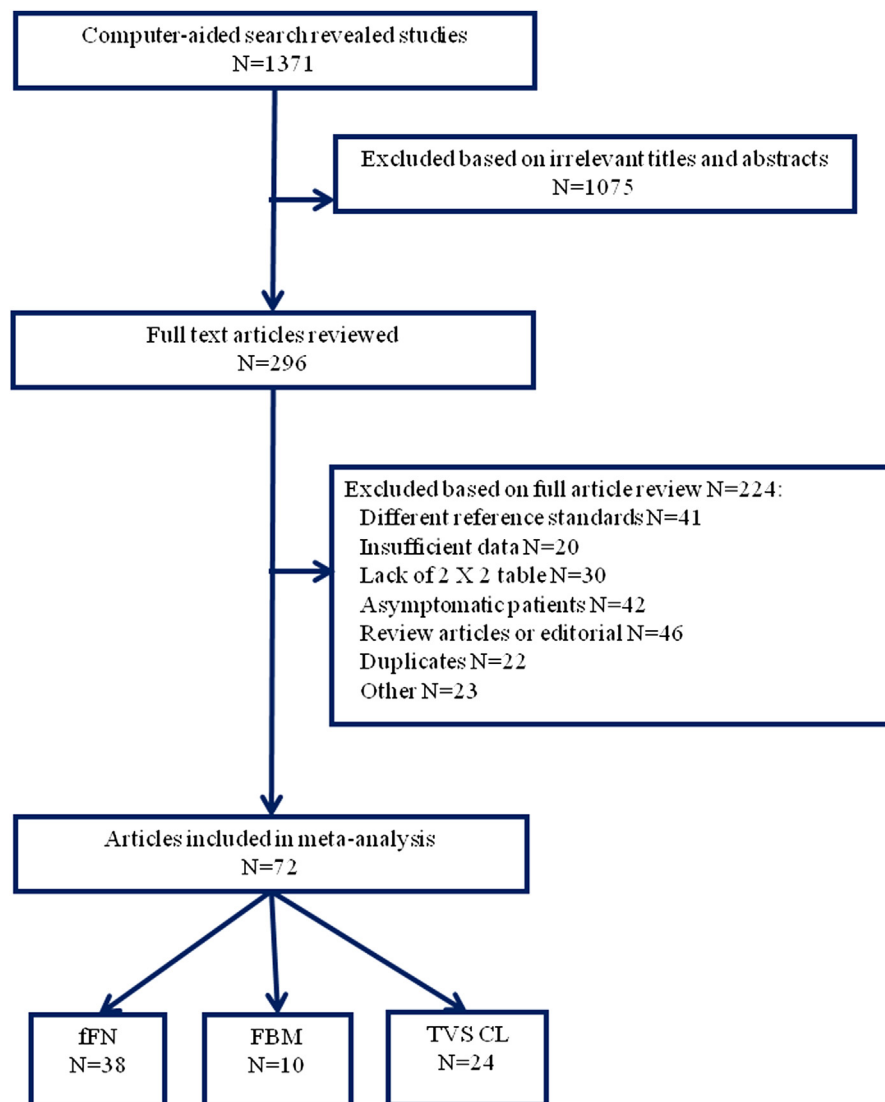 Computer-aided search revealed studies
N=1371
Excluded based on irrelevant titles and abstracts
N=1075
Full text articles reviewed
N=296
Excluded based on full article review N=224:
Different reference standards N=41
Insufficient data N=20
Lack of 2 X 2 table N=30
Asymptomatic patients N=42
Review articles or editorial N=46
Duplicates N=22
Other N=23
Articles included in meta-analysis
N=72
fFN
N=38
FBM
N=10
TVS CL
N=24